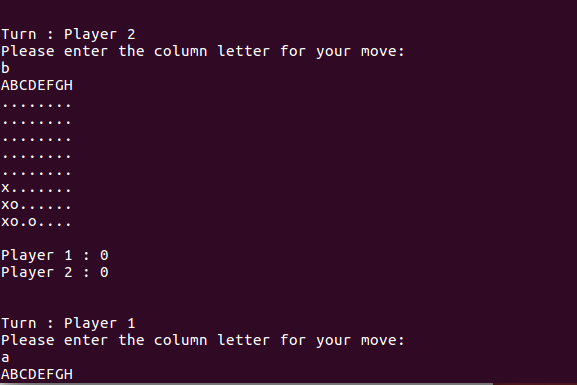 Turn : Player 2
Please enter the column letter for your move:
b
ABCDEFGH
........
........
........
........
........
x.......
xo......
xo.o....
Player 1 : 0
Player 2 : 0
Turn : Player 1
Please enter the column letter for your move:
a
ABCDEFGH